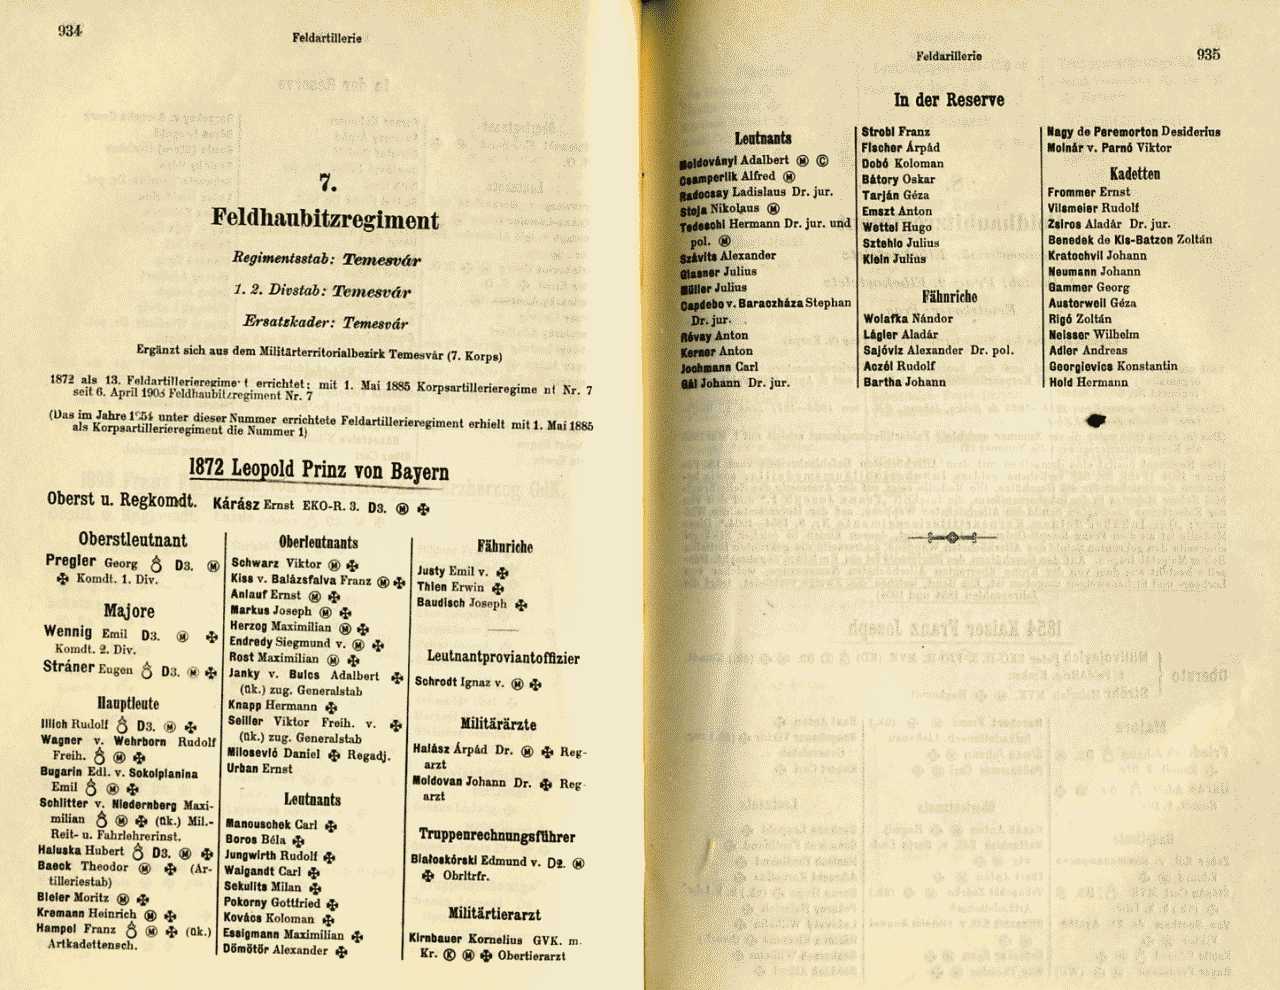 934
Feldartillerie
7.
Feldhaubitzregiment
Regimentsstab: Temesvár
1. 2. Divstab: Temesvár
Ersatzkader: Temesvár
Ergänzt sich aus dem Militärterritorialbezirk Temesvár (7. Korps)
1872 als 13. Feldartillerieregime t errichtet; mit 1. Mai 1885 Korpsartillerieregime nt Nr. 7
seit 6. April 1908 Feldhaubitzregiment Nr. 7
(Das im Jahre 1854 unter dieser Nummer errichtete Feldartillerieregiment erhielt mit 1. Mai 1885
als Korpsartillerieregiment die Nummer 1)
1872 Leopold Prinz von Bayern
Oberst u. Regkomdt. Kárász Ernst EKO-R. 3. D3. Ⓜ ✠
Oberstleutnant
Pregler Georg D3. Ⓜ
✠ Komdt. 1. Div.
Majore
Wennig Emil D3. Ⓜ ✠
Komdt. 2. Div.
Stráner Eugen D3. Ⓜ ✠
Hauptleute
Illich Rudolf D3. Ⓜ ✠
Wagner v. Wehrborn Rudolf
Freih. Ⓜ ✠
Bugarin Edl. v. Sokolplanina
Emil Ⓜ ✠
Schlitter v. Niedernberg Maxi-
milian Ⓜ ✠ (ük.) Mil.-
Reit- u. Fahrlehrerinst.
Haluska Hubert D3. Ⓜ ✠
Baeck Theodor Ⓜ ✠ (Ar-
tilleriestab)
Bieler Moritz Ⓜ ✠
Kremann Heinrich Ⓜ ✠
Hampel Franz Ⓜ ✠ (ük.)
Artkadettensch.
Oberleutnants
Schwarz Viktor Ⓜ ✠
Kiss v. Balázsfalva Franz Ⓜ ✠
Anlauf Ernst Ⓜ ✠
Markus Joseph Ⓜ ✠
Herzog Maximilian Ⓜ ✠
Endredy Siegmund v. Ⓜ ✠
Rost Maximilian Ⓜ ✠
Janky v. Bulcs Adalbert ✠
(ük.) zug. Generalstab
Knapp Hermann ✠
Seiller Viktor Freih. v. ✠
(ük.) zug. Generalstab
Milosević Daniel ✠ Regadj.
Urban Ernst
Leutnants
Manouschek Carl ✠
Boros Béla ✠
Jungwirth Rudolf ✠
Waigandt Carl ✠
Sekulits Milan ✠
Pokorny Gottfried ✠
Kovács Koloman ✠
Essigmann Maximilian ✠
Dömötör Alexander ✠
Fähnriche
Justy Emil v. ✠
Thien Erwin ✠
Baudisch Joseph ✠
Leutnantproviantoffizier
Schrodt Ignaz v. Ⓜ ✠
Militärärzte
Halász Árpád Dr. Ⓜ ✠ Reg-
arzt
Moldovan Johann Dr. ✠ Reg
arzt
Truppenrechnungsführer
Białoskórski Edmund v. D2. Ⓜ
✠ Obrltrfr.
Militärtierarzt
Kirnbauer Kornelius GVK. m.
Kr. Ⓚ Ⓜ ✠ Obertierarzt
Feldarillerie
935
In der Reserve
Leutnants
Moldoványi Adalbert Ⓜ Ⓒ
Csamperlik Alfred Ⓜ
Radocsay Ladislaus Dr. jur.
Stoja Nikolaus Ⓜ
Tedeschi Hermann Dr. jur. und
pol. Ⓜ
Szávits Alexander
Glasner Julius
Müller Julius
Capdebo v. Baraczháza Stephan
Dr. jur.
Révay Anton
Kerner Anton
Jochmann Carl
Gál Johann Dr. jur.
Strobl Franz
Fischer Árpád
Dobó Koloman
Bátory Oskar
Tarján Géza
Emszt Anton
Wettel Hugo
Sztehlo Julius
Klein Julius
Fähnriche
Wolafka Nándor
Lágler Aladár
Sajóviz Alexander Dr. pol.
Aczél Rudolf
Bartha Johann
Nagy de Peremorton Desiderius
Molnár v. Parnó Viktor
Kadetten
Frommer Ernst
Vilsmeier Rudolf
Zsiros Aladár Dr. jur.
Benedek de Kis-Batzon Zoltán
Kratochvil Johann
Neumann Johann
Gammer Georg
Austerweil Géza
Rigó Zoltán
Neisser Wilhelm
Adler Andreas
Georgievics Konstantin
Hold Hermann